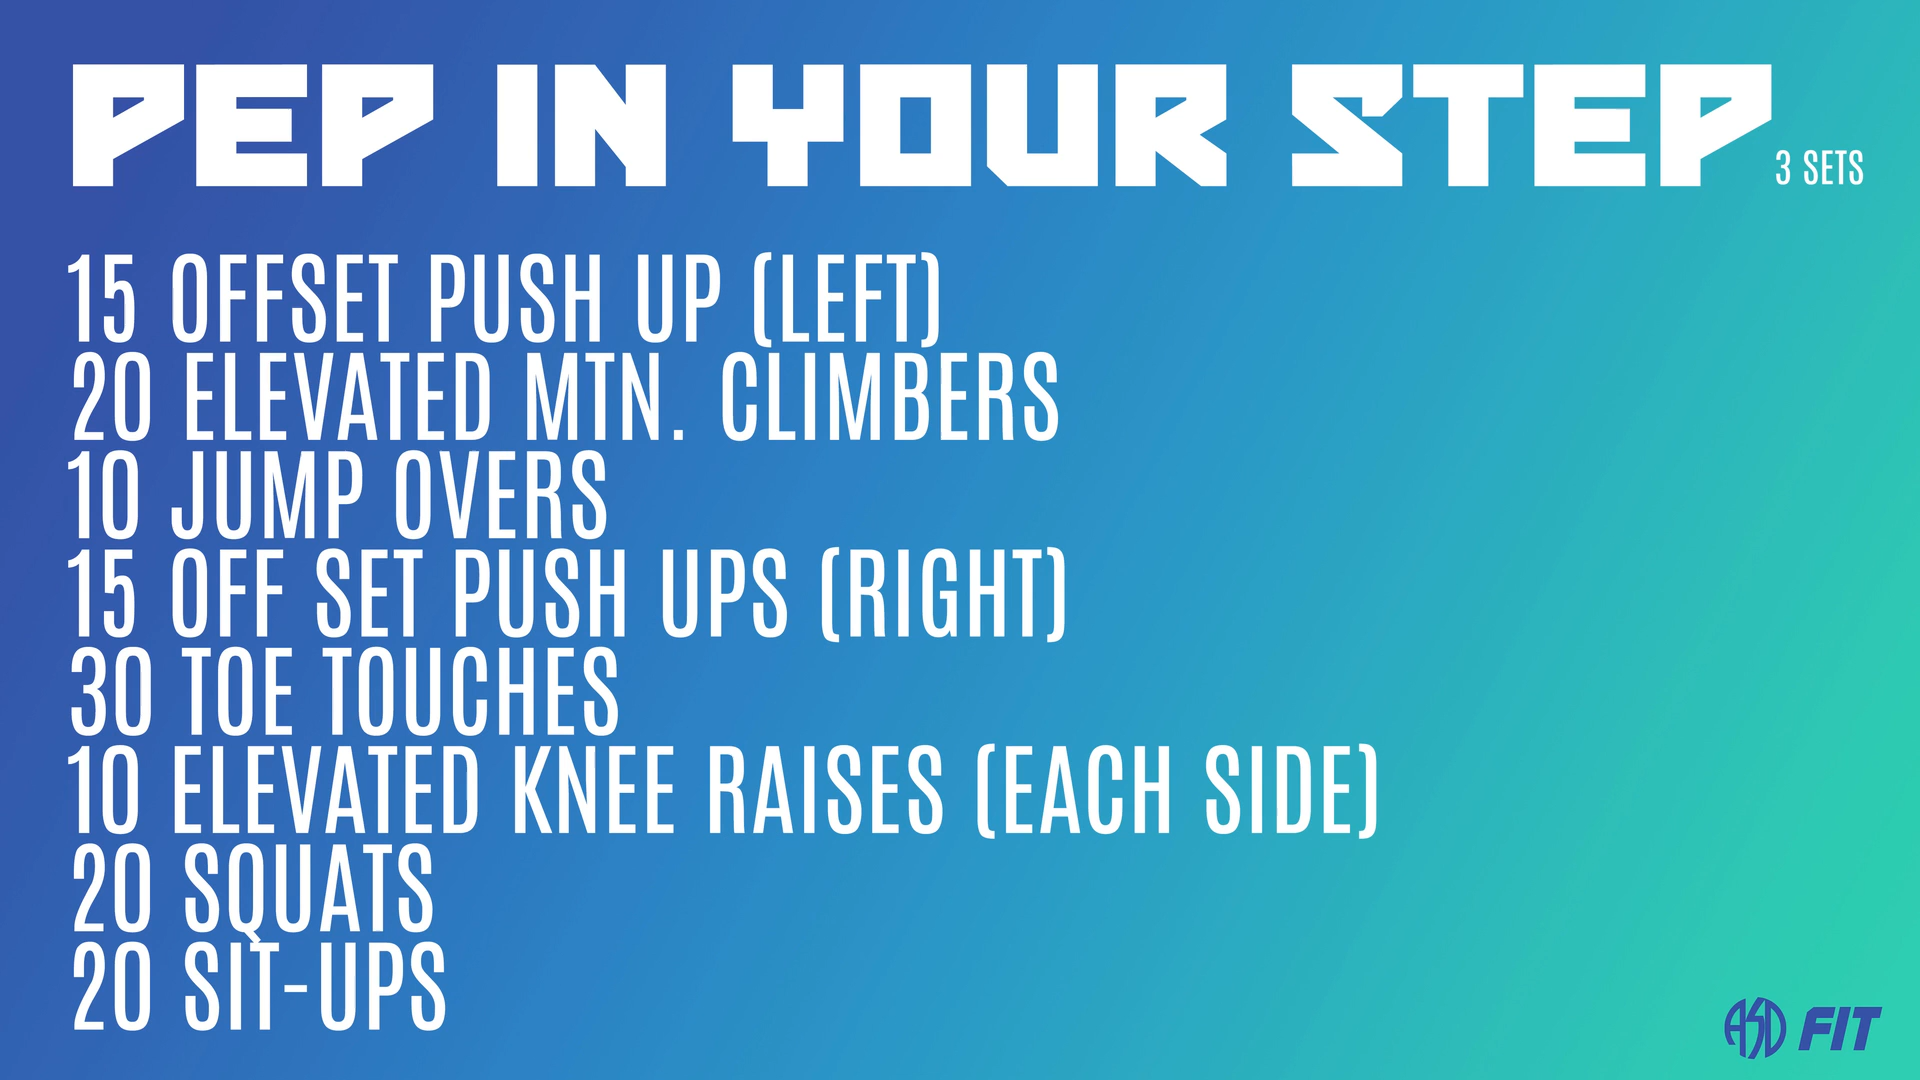 PEP IN YOUR STEP 3 SETS
15 OFFSET PUSH UP (LEFT)
20 ELEVATED MTN. CLIMBERS
10 JUMP OVERS
15 OFF SET PUSH UPS (RIGHT)
30 TOE TOUCHES
10 ELEVATED KNEE RAISES (EACH SIDE)
20 SQUATS
20 SIT-UPS
ASD FIT